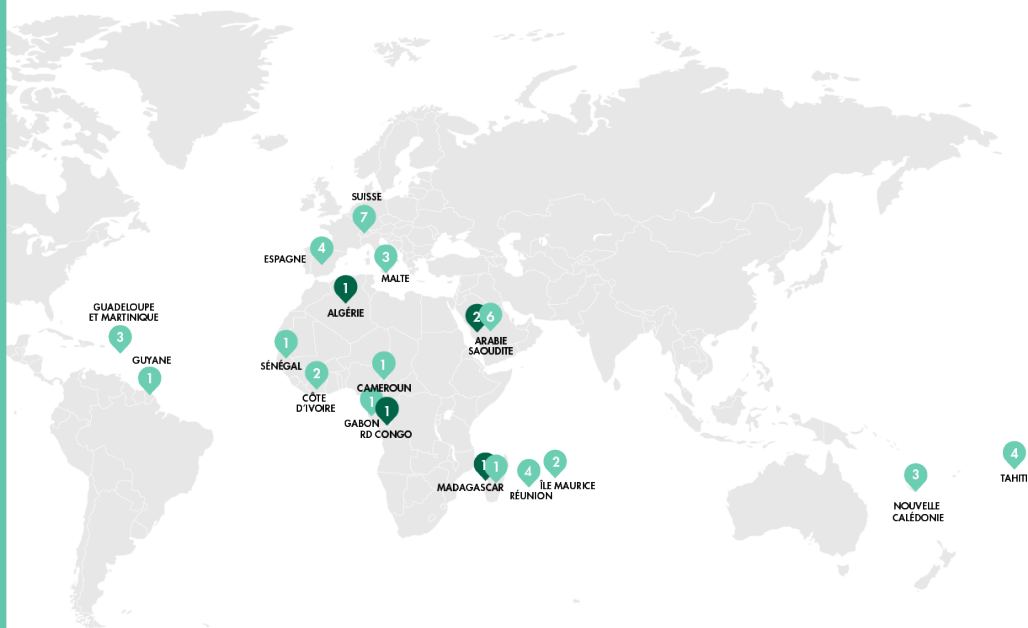 SUISSE
7
4
ESPAGNE
3
MALTE
1
ALGÉRIE
GUADELOUPE
ET MARTINIQUE
3
GUYANE
1
2 6
ARABIE
SAOUDITE
1
SÉNÉGAL
2
CÔTE
D'IVOIRE
1
CAMEROUN
1
GABON
1
RD CONGO
1 1
MADAGASCAR
4
RÉUNION
2
ÎLE MAURICE
3
NOUVELLE
CALÉDONIE
4
TAHITI